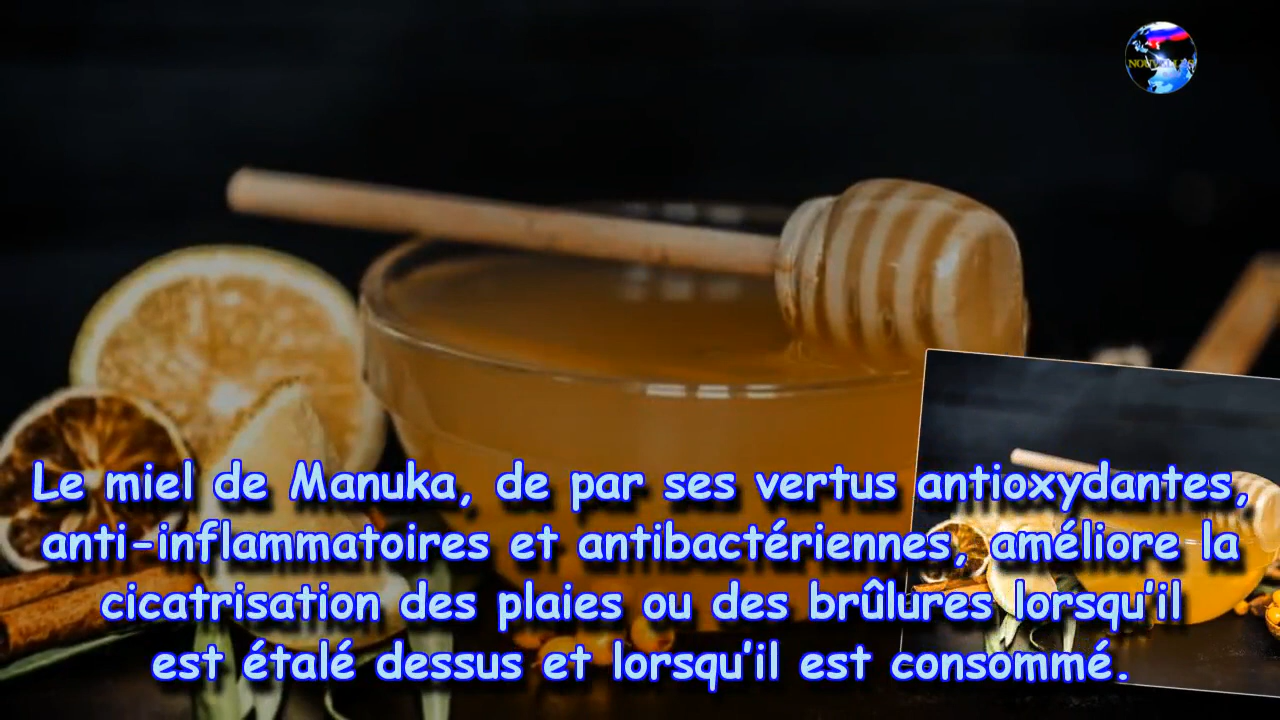 NOUVELLES
Le miel de Manuka, de par ses vertus antioxydantes,
anti-inflammatoires et antibactériennes, améliore la
cicatrisation des plaies ou des brûlures lorsqu'il
est étalé dessus et lorsqu'il est consommé.